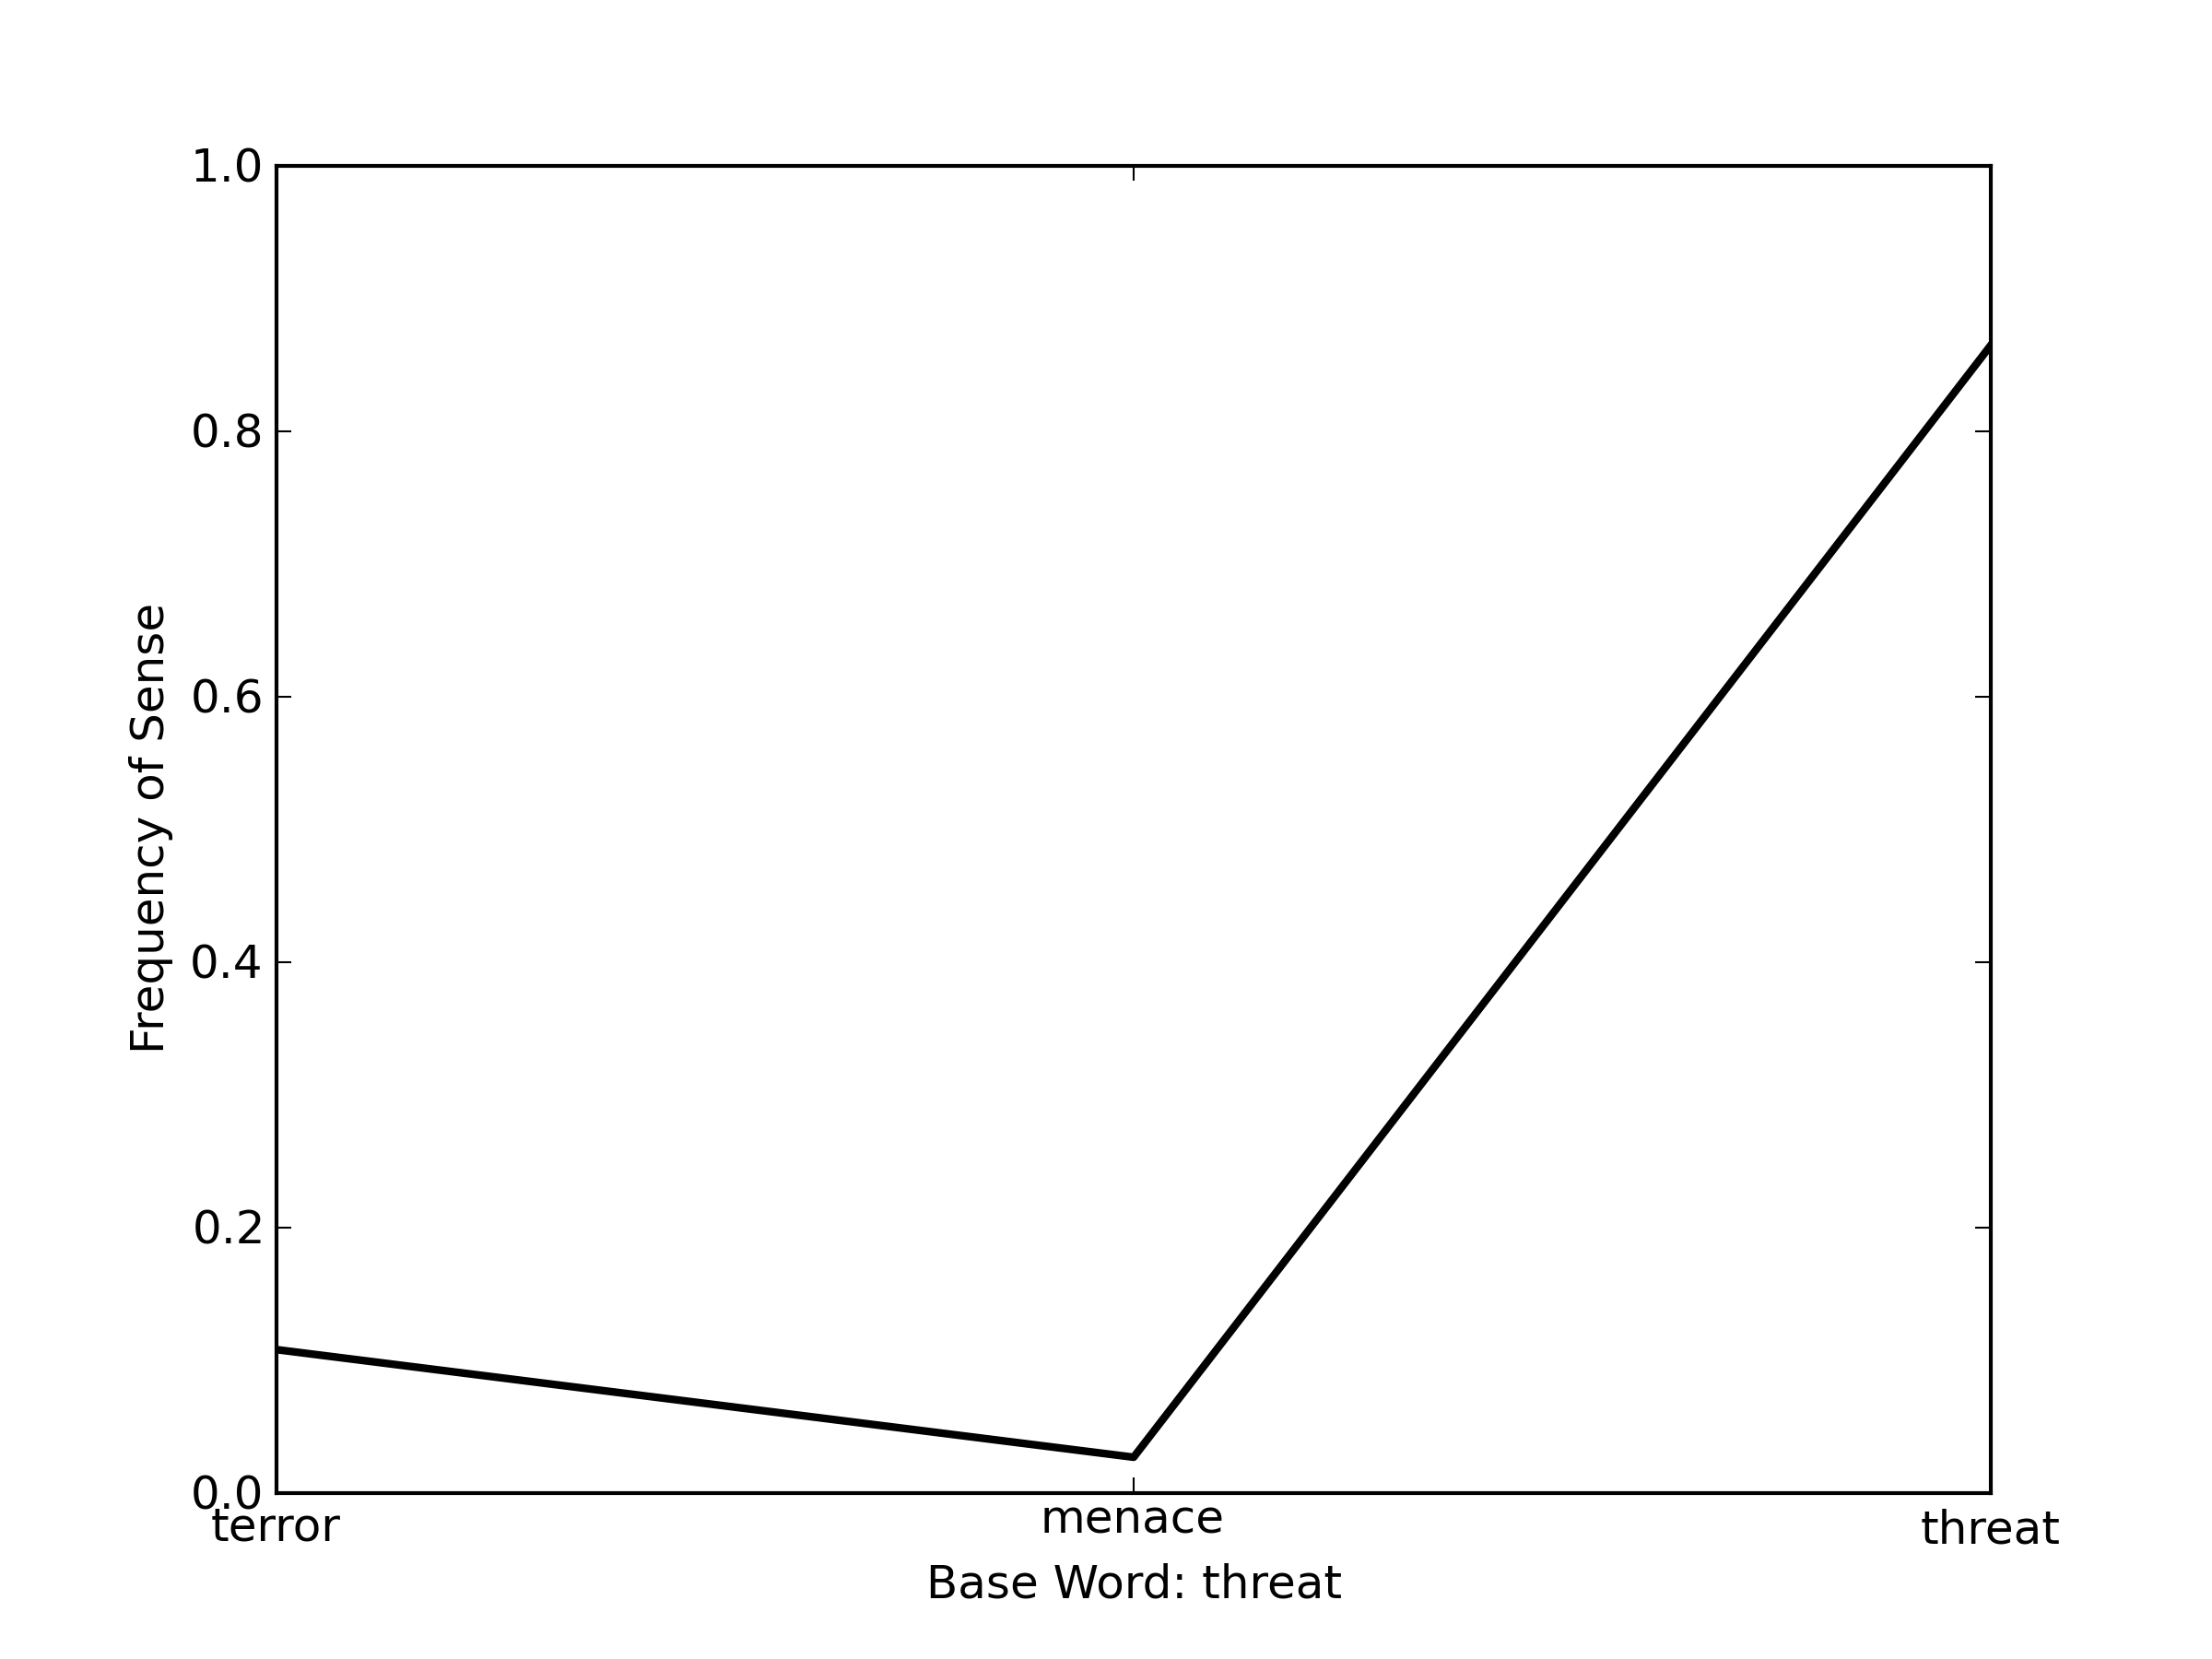 1.0
0.8
0.6
0.4
0.2
0.0
Frequency of Sense
terror
menace
threat
Base Word: threat